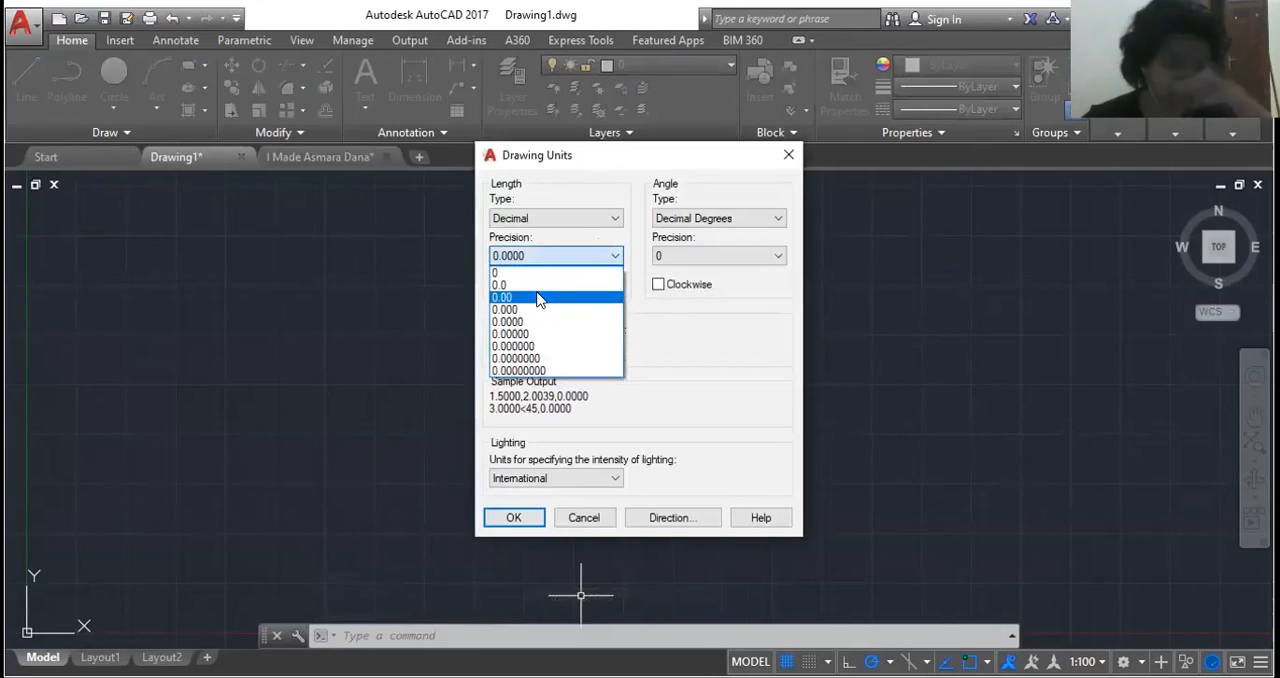 Autodesk AutoCAD 2017 Drawing1.dwg
Type a keyword or phrase
Sign In
Home Insert Annotate Parametric View Manage Output Add-ins A360 Express Tools Featured Apps BIM 360
Line Polyline Circle Arc
Text Dimension
Layer Properties
0
Insert
Match Properties
ByLayer
ByLayer
ByLayer
Group
Draw Modify Annotation Layers Block Properties Groups
Start Drawing1* I Made Asmara Dana*
Drawing Units
Length
Type:
Decimal
Precision:
0.0000
0
0.0
0.00
0.000
0.0000
0.00000
0.000000
0.0000000
0.00000000
Angle
Type:
Decimal Degrees
Precision:
0
Clockwise
Sample Output
1.5000,2.0039,0.0000
3.0000<45,0.0000
Lighting
Units for specifying the intensity of lighting:
International
OK Cancel Direction... Help
N
W TOP E
S
WCS
Y
X
Type a command
Model Layout1 Layout2 +
MODEL 1:100